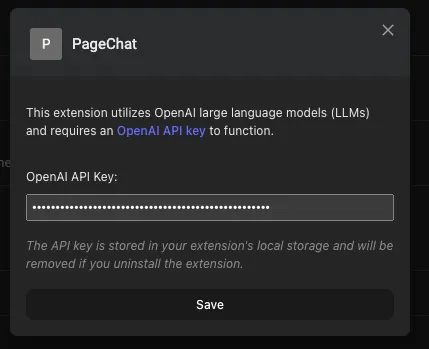 P
PageChat
This extension utilizes OpenAI large language models (LLMs)
and requires an OpenAI API key to function.
OpenAI API Key:
•••••••••••••••••••••••••••••••••••••••••••••••••••
The API key is stored in your extension's local storage and will be
removed if you uninstall the extension.
Save